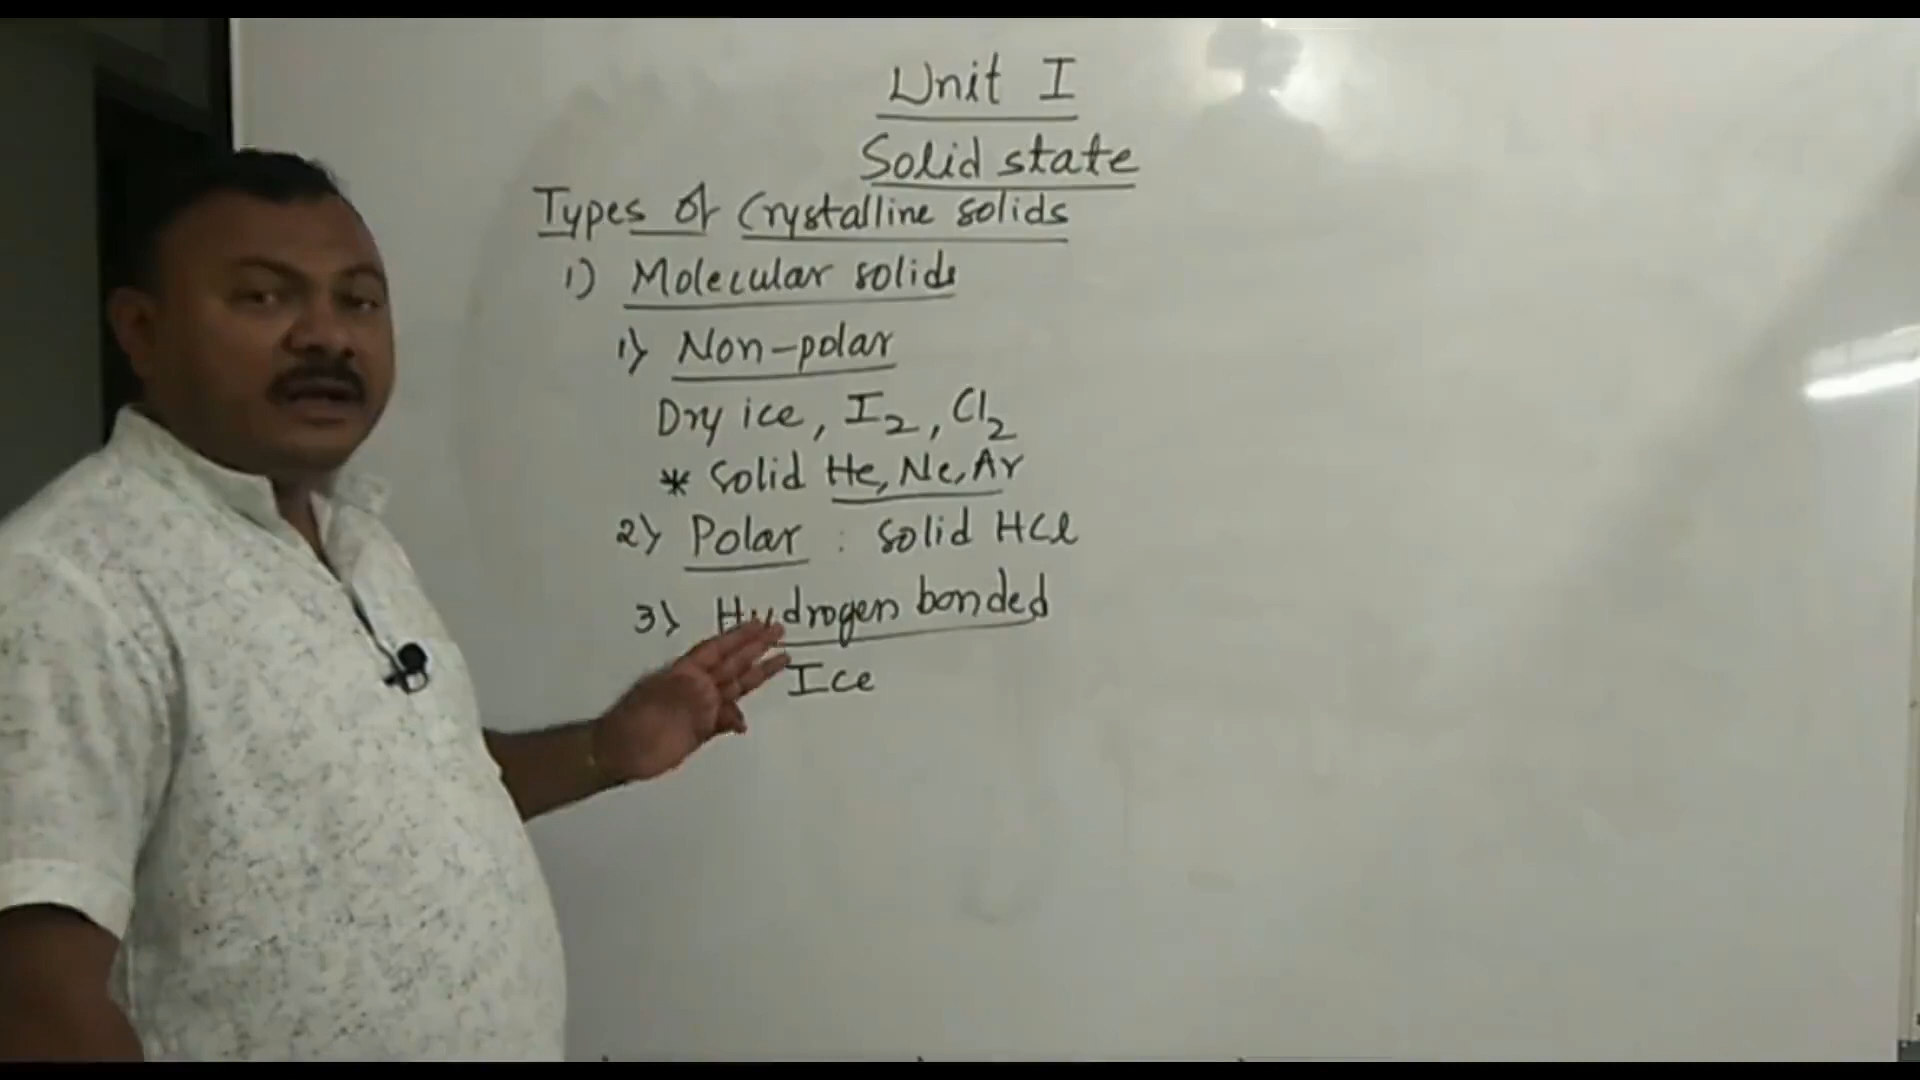 Unit I
Solid state
Types of Crystalline solids
1) Molecular solids
1) Non-polar
Dry ice, I2, Cl2
* Solid He, Ne, Ar
2) Polar : solid HCl
3) Hydrogen bonded
Ice